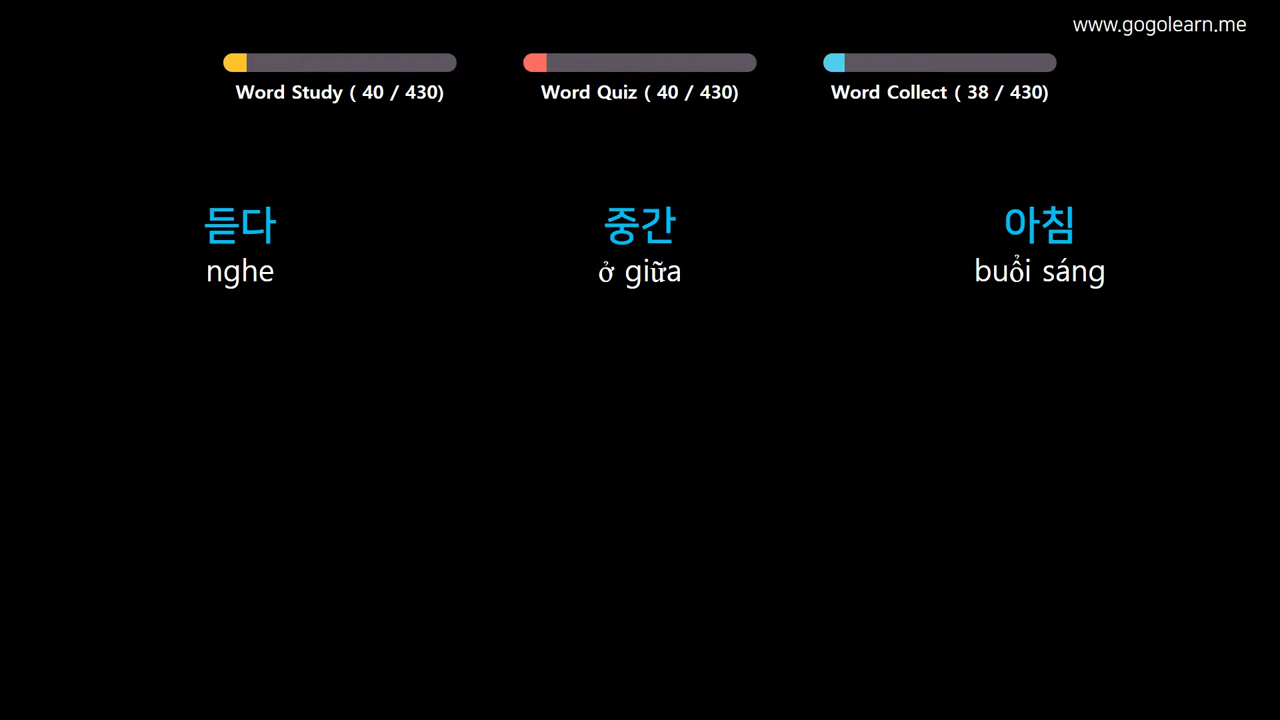 www.gogolearn.me
Word Study ( 40 / 430)
Word Quiz ( 40 / 430)
Word Collect ( 38 / 430)
듣다
nghe
중간
ở giữa
아침
buổi sáng